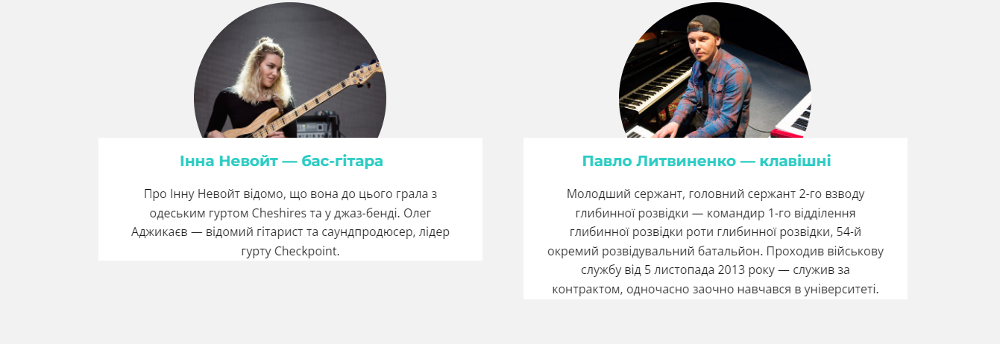 Інна Невойт — бас-гітара
Про Інну Невойт відомо, що вона до цього грала з
одеським гуртом Cheshires та у джаз-бенді. Олег
Аджикаєв — відомий гітарист та саундпродюсер, лідер
гурту Checkpoint.
Павло Литвиненко — клавішні
Молодший сержант, головний сержант 2-го взводу
глибинної розвідки — командир 1-го відділення
глибинної розвідки роти глибинної розвідки, 54-й
окремий розвідувальний батальйон. Проходив військову
службу від 5 листопада 2013 року — служив за
контрактом, одночасно заочно навчався в університеті.